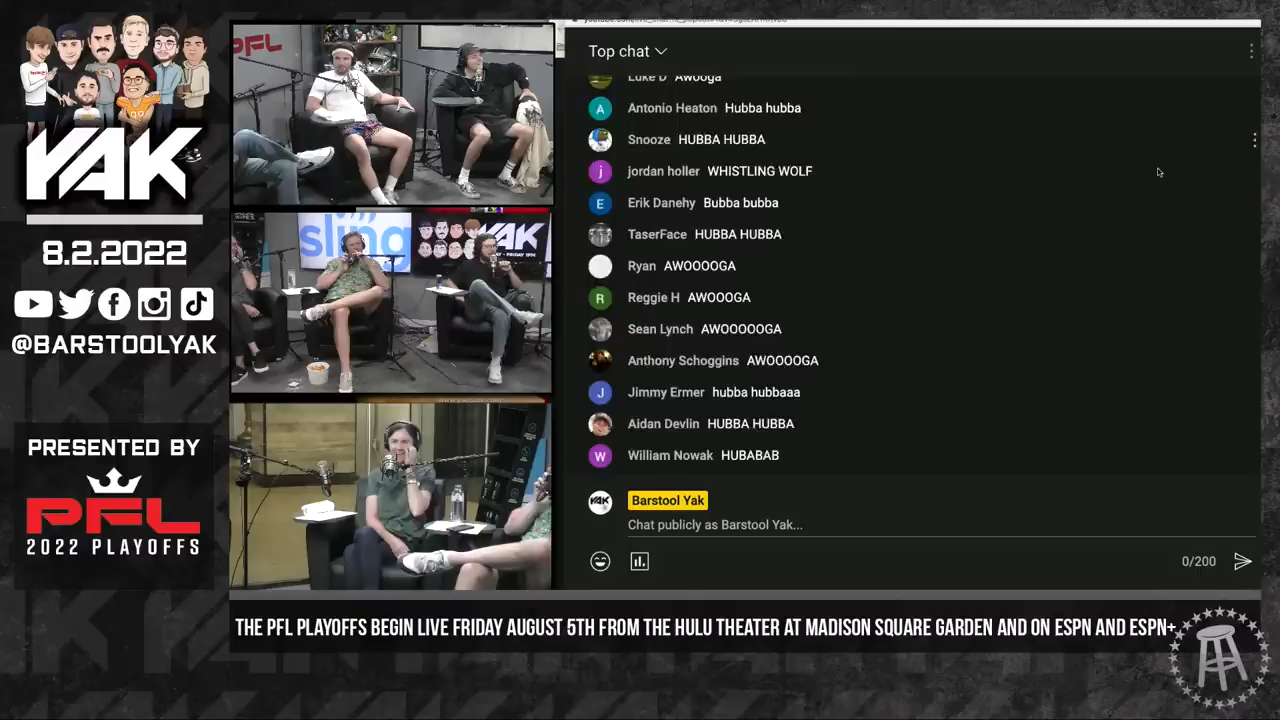 YAK
8.2.2022
@BARSTOOLYAK
PRESENTED BY
PFL
2022 PLAYOFFS
PFL
sling
YAK
Top chat
Luke D Awooga
Antonio Heaton Hubba hubba
Snooze HUBBA HUBBA
jordan holler WHISTLING WOLF
Erik Danehy Bubba bubba
TaserFace HUBBA HUBBA
Ryan AWOOOOGA
Reggie H AWOOOGA
Sean Lynch AWOOOOOGA
Anthony Schoggins AWOOOOGA
Jimmy Ermer hubba hubbaaa
Aidan Devlin HUBBA HUBBA
William Nowak HUBABAB
YAK Barstool Yak
Chat publicly as Barstool Yak...
0/200
THE PFL PLAYOFFS BEGIN LIVE FRIDAY AUGUST 5TH FROM THE HULU THEATER AT MADISON SQUARE GARDEN AND ON ESPN AND ESPN+